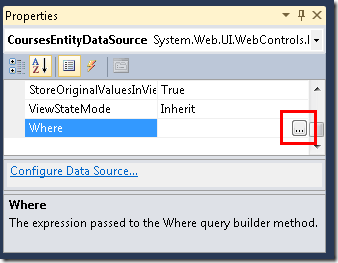 Properties
CoursesEntityDataSource System.Web.UI.WebControls.I
StoreOriginalValuesInVie True
ViewStateMode Inherit
Where ...
Configure Data Source...
Where
The expression passed to the Where query builder method.